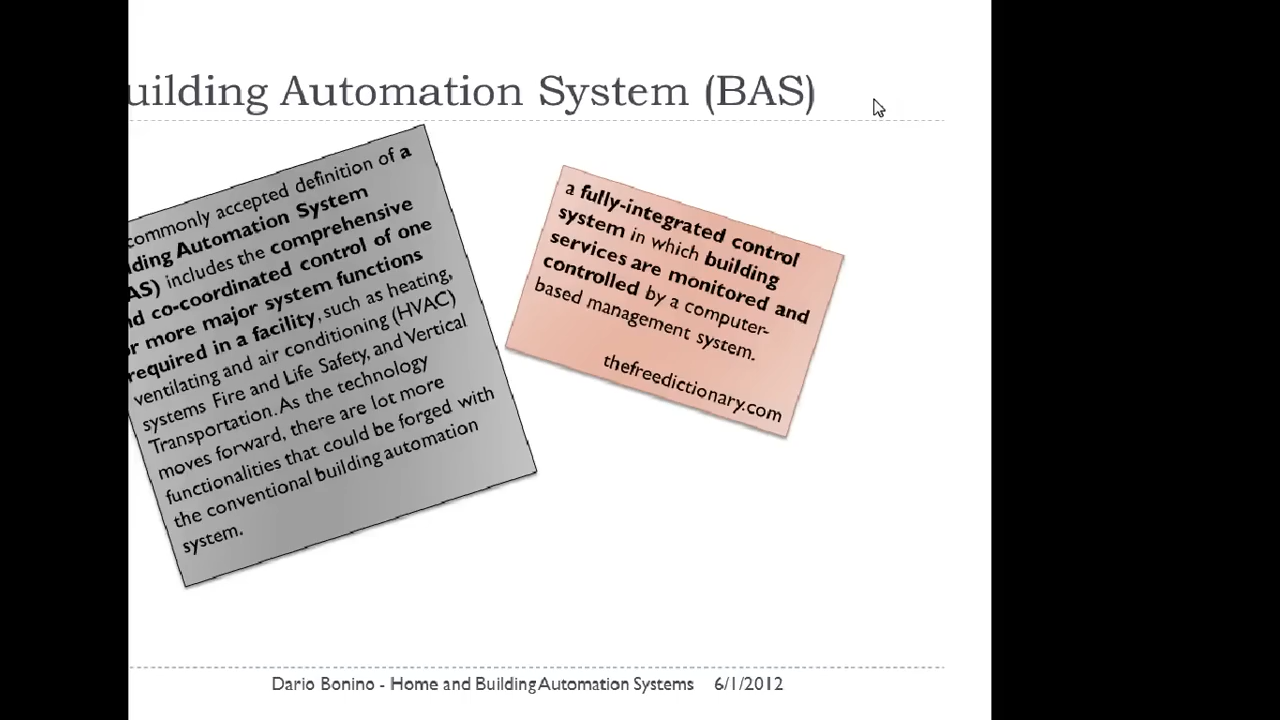 uilding Automation System (BAS)
commonly accepted definition of a
lding Automation System
AS) includes the comprehensive
nd co-coordinated control of one
or more major system functions
required in a facility, such as heating,
ventilating and air conditioning (HVAC)
systems Fire and Life Safety, and Vertical
Transportation. As the technology
moves forward, there are lot more
functionalities that could be forged with
the conventional building automation
system.
a fully-integrated control
system in which building
services are monitored and
controlled by a computer-
based management system.
thefreedictionary.com
Dario Bonino - Home and Building Automation Systems 6/1/2012